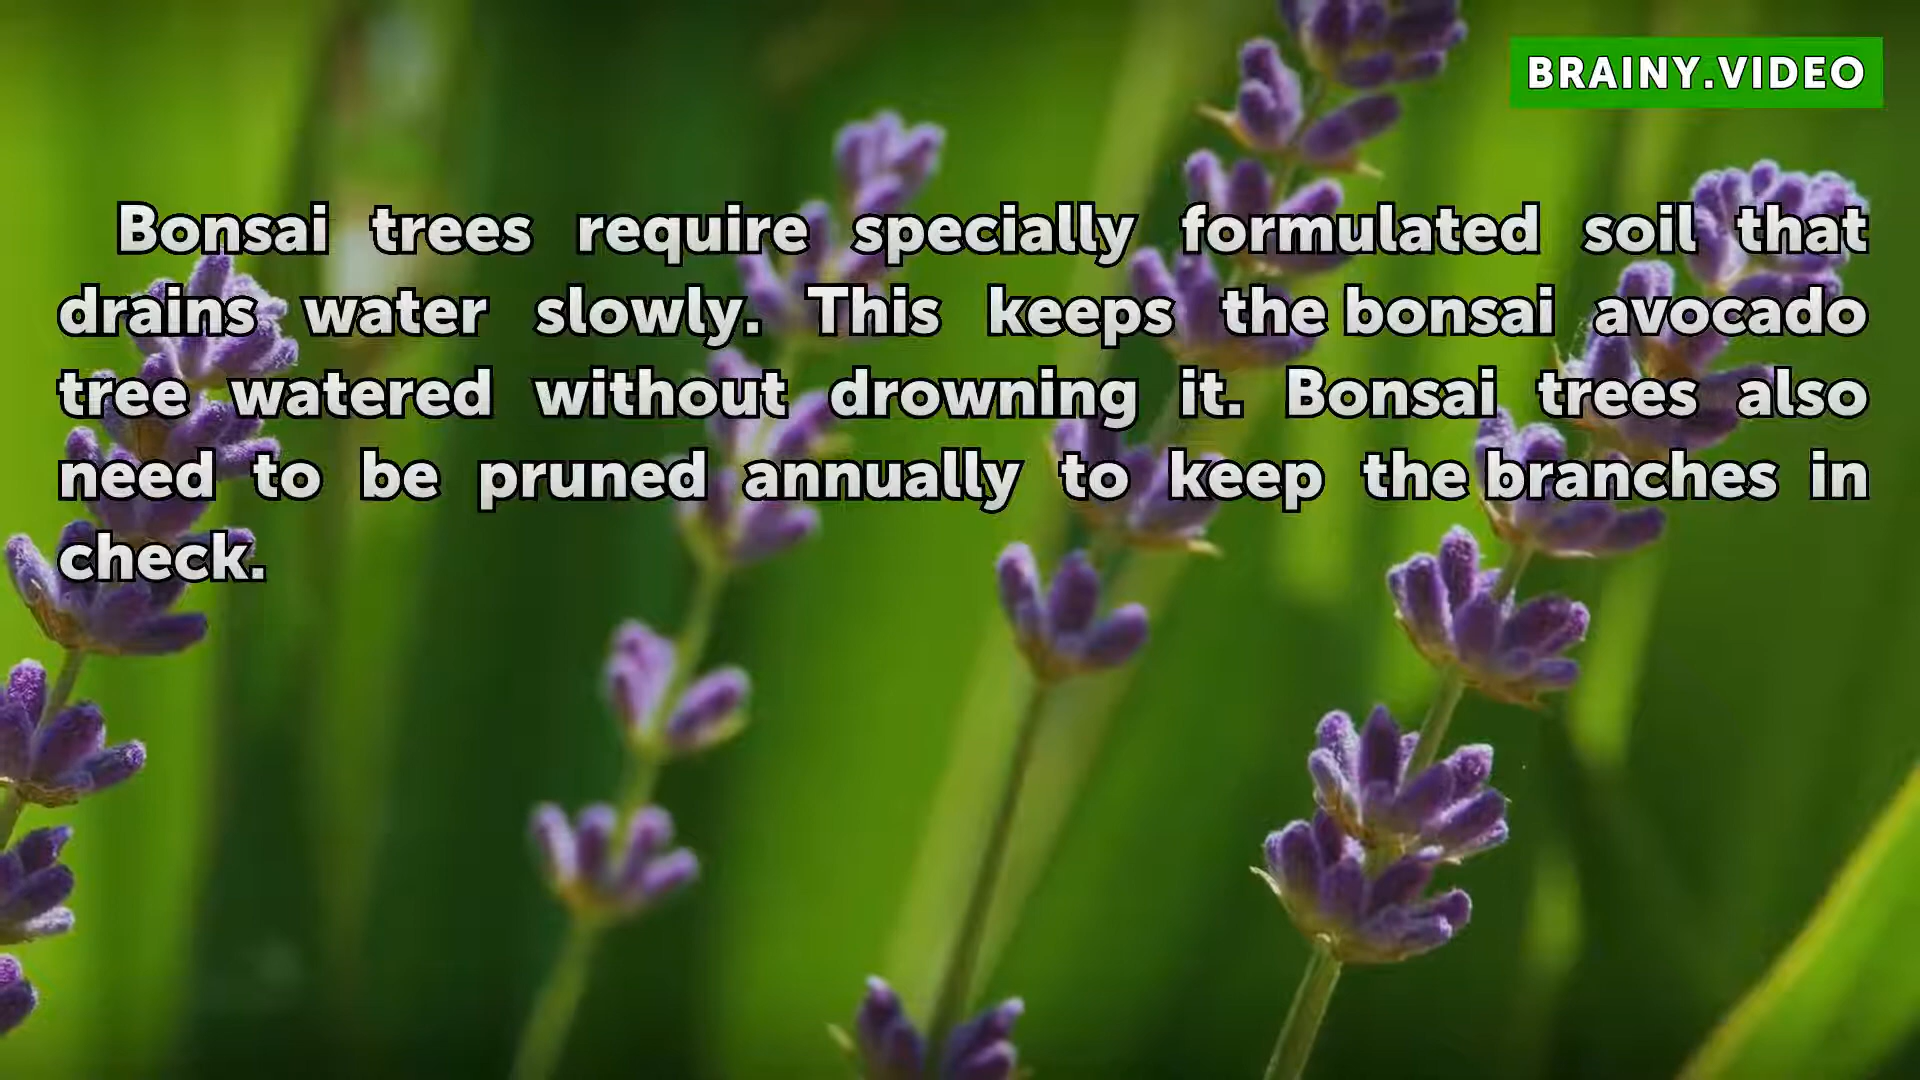 BRAINY.VIDEO
Bonsai trees require specially formulated soil that
drains water slowly. This keeps the bonsai avocado
tree watered without drowning it. Bonsai trees also
need to be pruned annually to keep the branches in
check.